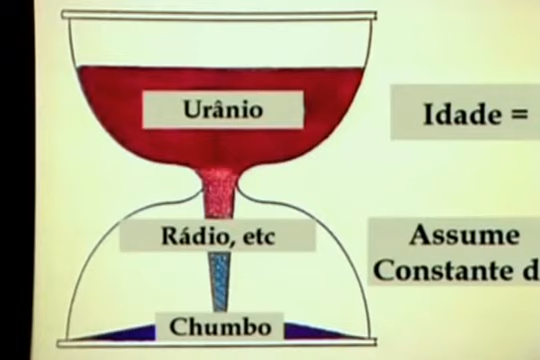 Urânio
Idade =
Rádio, etc
Assume
Constante d
Chumbo